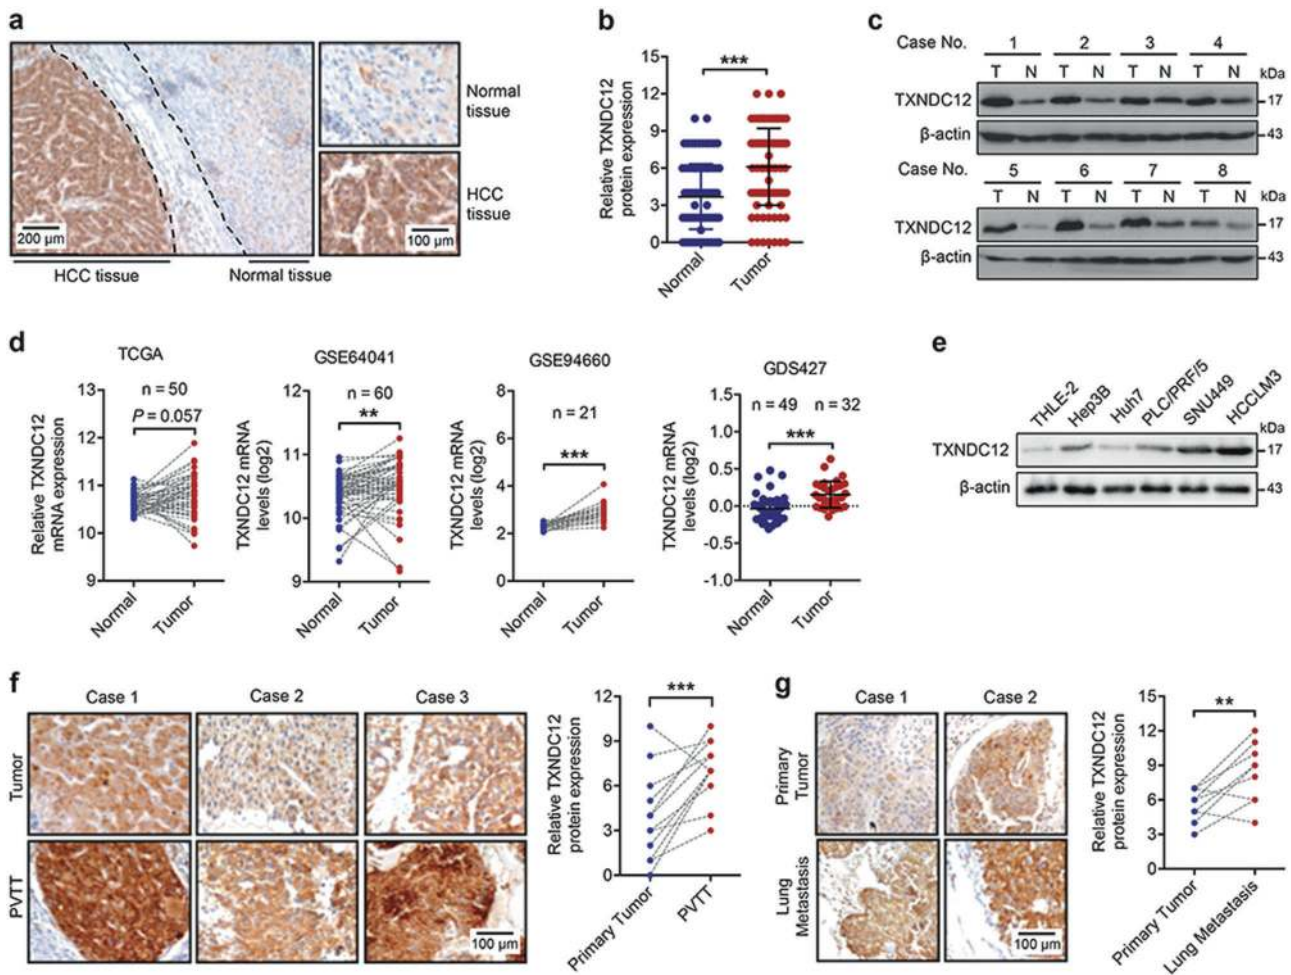 a
Normal tissue
HCC tissue
200 µm
100 µm
HCC tissue
Normal tissue
b
Relative TXNDC12 protein expression
15
12
9
6
3
0
***
Normal
Tumor
c
Case No. 1 2 3 4
T N T N T N T N kDa
TXNDC12 17
β-actin 43
Case No. 5 6 7 8
T N T N T N T N kDa
TXNDC12 17
β-actin 43
d
TCGA
n = 50
P = 0.057
Relative TXNDC12 mRNA expression
13
12
11
10
9
Normal
Tumor
GSE64041
n = 60
**
TXNDC12 mRNA levels (log2)
12
11
10
9
Normal
Tumor
GSE94660
n = 21
***
TXNDC12 mRNA levels (log2)
8
6
4
2
0
Normal
Tumor
GDS427
n = 49 n = 32
***
TXNDC12 mRNA levels (log2)
1.5
1.0
0.5
0.0
-0.5
-1.0
Normal
Tumor
e
THLE-2
Hep3B
Huh7
PLC/PRF/5
SNU449
HCCLM3
kDa
TXNDC12 17
β-actin 43
f
Case 1 Case 2 Case 3
Tumor
PVTT
100 µm
Relative TXNDC12 protein expression
12
9
6
3
0
***
Primary Tumor
PVTT
g
Case 1 Case 2
Primary Tumor
Lung Metastasis
100 µm
Relative TXNDC12 protein expression
15
12
9
6
3
0
**
Primary Tumor
Lung Metastasis